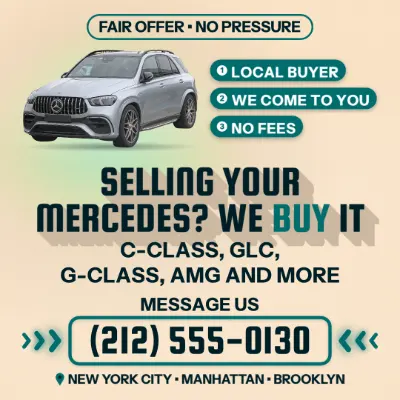 FAIR OFFER • NO PRESSURE
1 LOCAL BUYER
2 WE COME TO YOU
3 NO FEES
SELLING YOUR
MERCEDES? WE BUY IT
C-CLASS, GLC,
G-CLASS, AMG AND MORE
MESSAGE US
(212) 555-0130
NEW YORK CITY • MANHATTAN • BROOKLYN